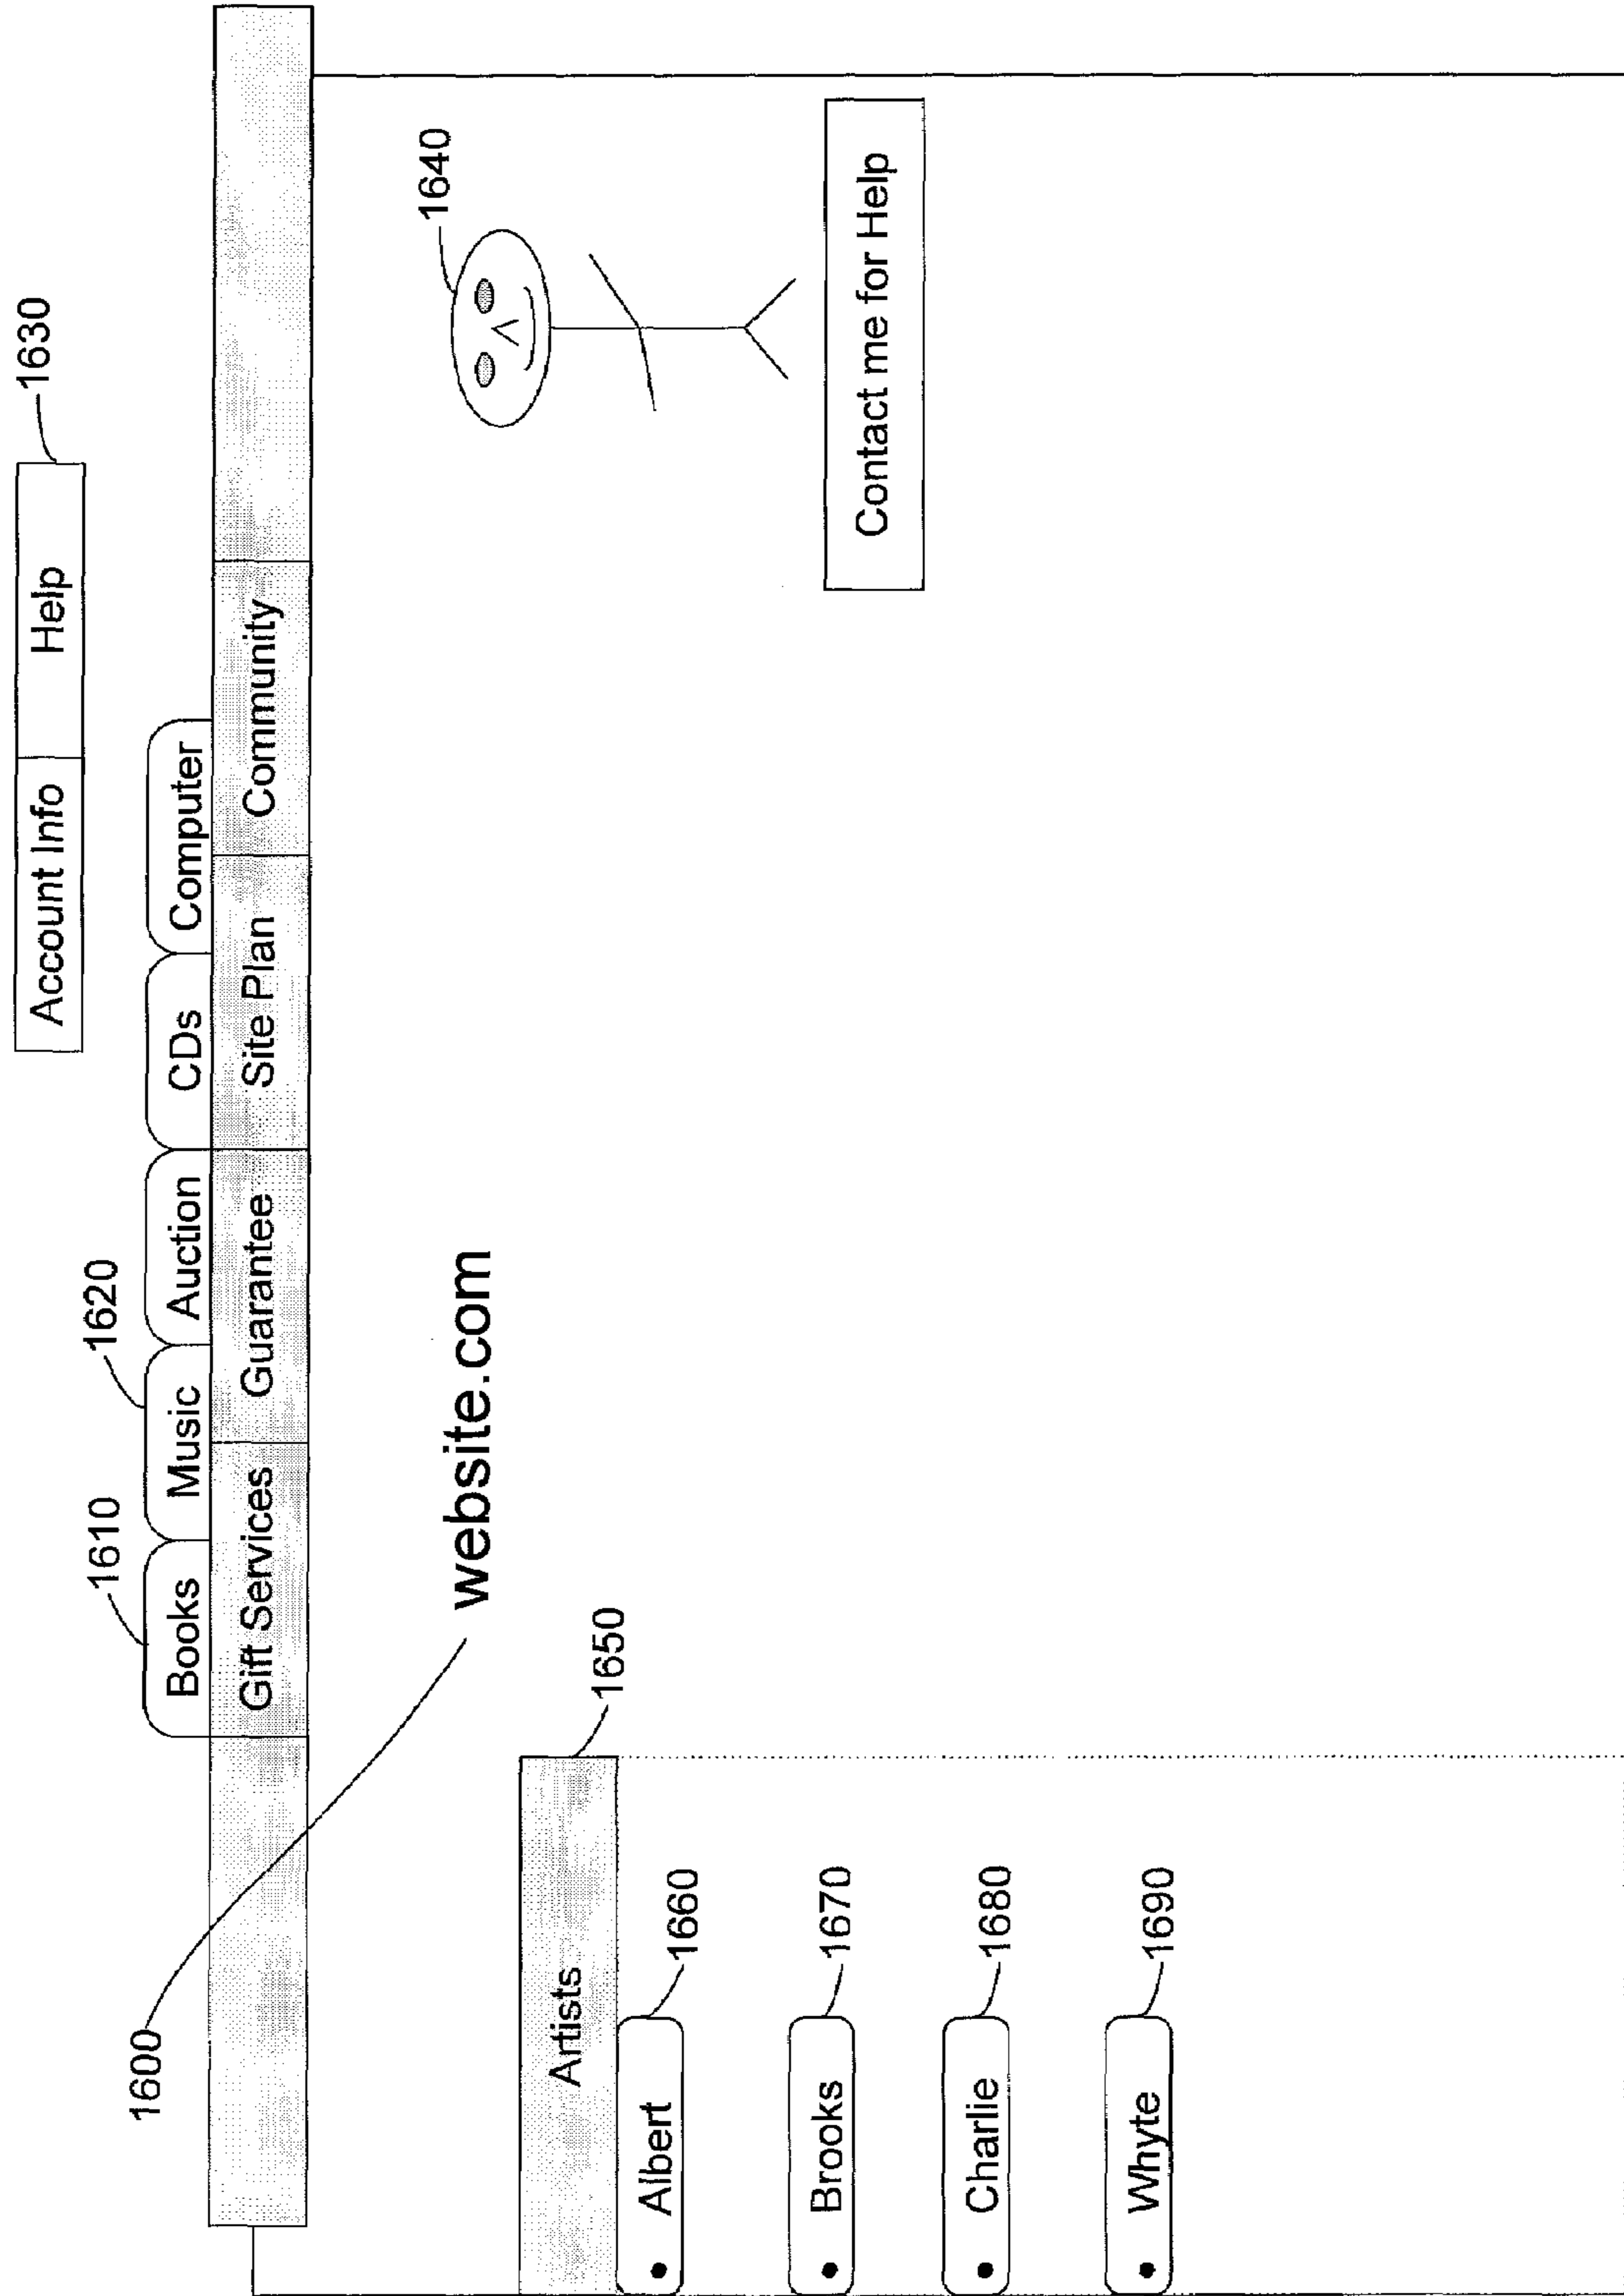 1630
Account Info Help
1610 1620
Books Music Auction CDs Computer
1600
Gift Services Guarantee Site Plan Community
1640
website.com
1650
Artists
Albert 1660
Brooks 1670
Charlie 1680
Whyte 1690
Contact me for Help